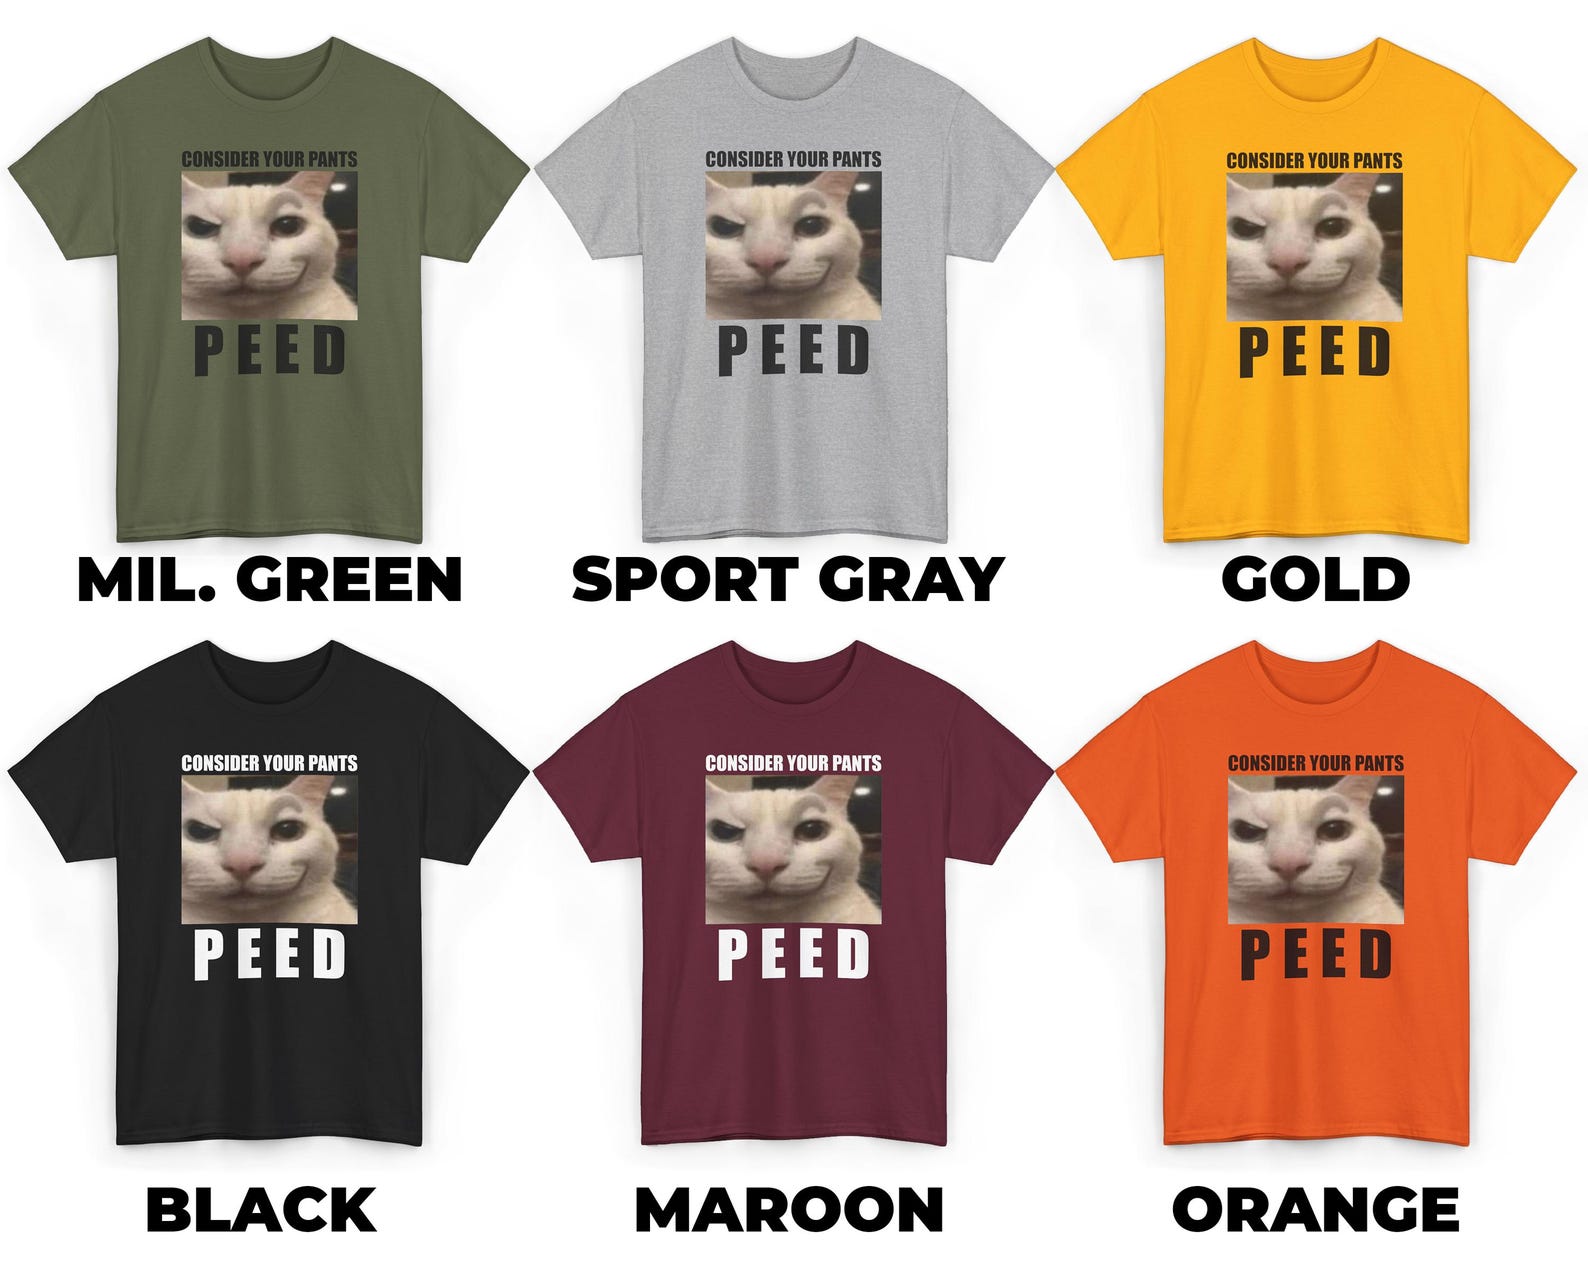 CONSIDER YOUR PANTS
PEED
MIL. GREEN
CONSIDER YOUR PANTS
PEED
SPORT GRAY
CONSIDER YOUR PANTS
PEED
GOLD
CONSIDER YOUR PANTS
PEED
BLACK
CONSIDER YOUR PANTS
PEED
MAROON
CONSIDER YOUR PANTS
PEED
ORANGE